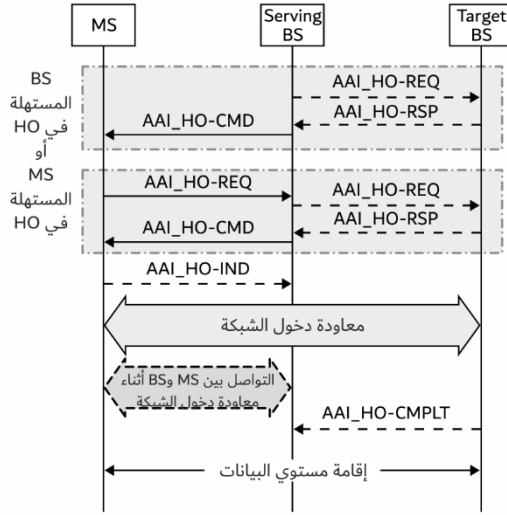 MS
Serving
BS
Target
BS
BS
المستهلة
في HO
أو
MS
المستهلة
في HO
AAI_HO-REQ
AAI_HO-RSP
AAI_HO-CMD
AAI_HO-REQ
AAI_HO-REQ
AAI_HO-RSP
AAI_HO-CMD
AAI_HO-IND
معاودة دخول الشبكة
التواصل بين MS وBS أثناء
معاودة دخول الشبكة
AAI_HO-CMPLT
إقامة مستوي البيانات